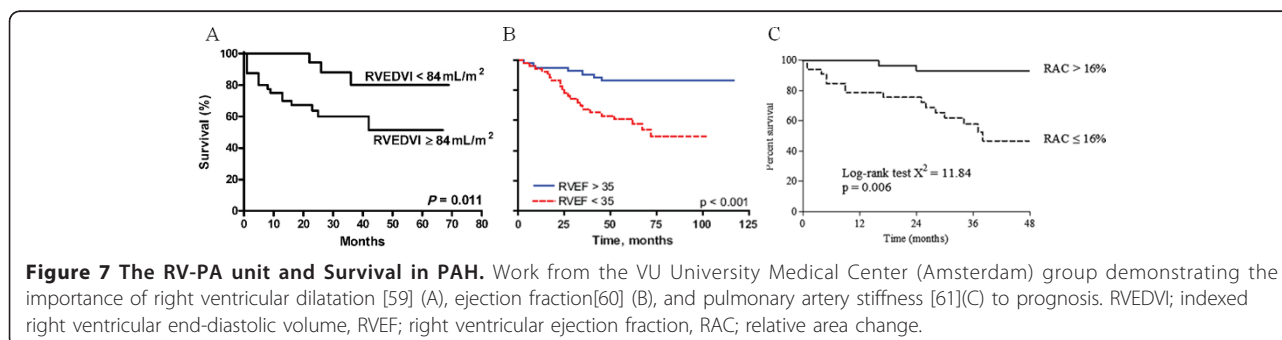 A
100
80
60
40
20
0
Survival (%)
RVEDVI < 84 mL/m²
RVEDVI ≥ 84 mL/m²
P = 0.011
0 10 20 30 40 50 60 70 80
Months
B
RVEF > 35
RVEF < 35
p < 0.001
0 25 50 75 100 125
Time, months
C
100
80
60
40
20
0
Percent survival
RAC > 16%
RAC ≤ 16%
Log-rank test X² = 11.84
p = 0.006
0 12 24 36 48
Time (months)
Figure 7 The RV-PA unit and Survival in PAH. Work from the VU University Medical Center (Amsterdam) group demonstrating the
importance of right ventricular dilatation [59] (A), ejection fraction[60] (B), and pulmonary artery stiffness [61](C) to prognosis. RVEDVI; indexed
right ventricular end-diastolic volume, RVEF; right ventricular ejection fraction, RAC; relative area change.